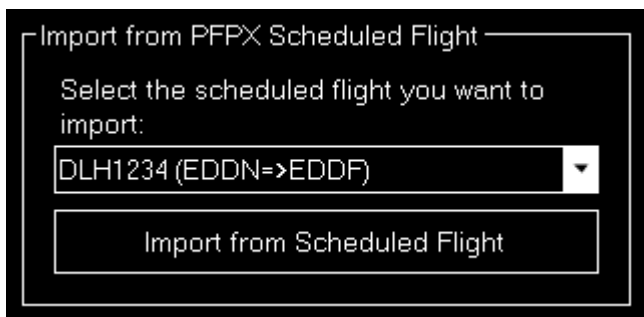 Import from PFPX Scheduled Flight
Select the scheduled flight you want to
import:
DLH1234 (EDDN=>EDDF)
Import from Scheduled Flight